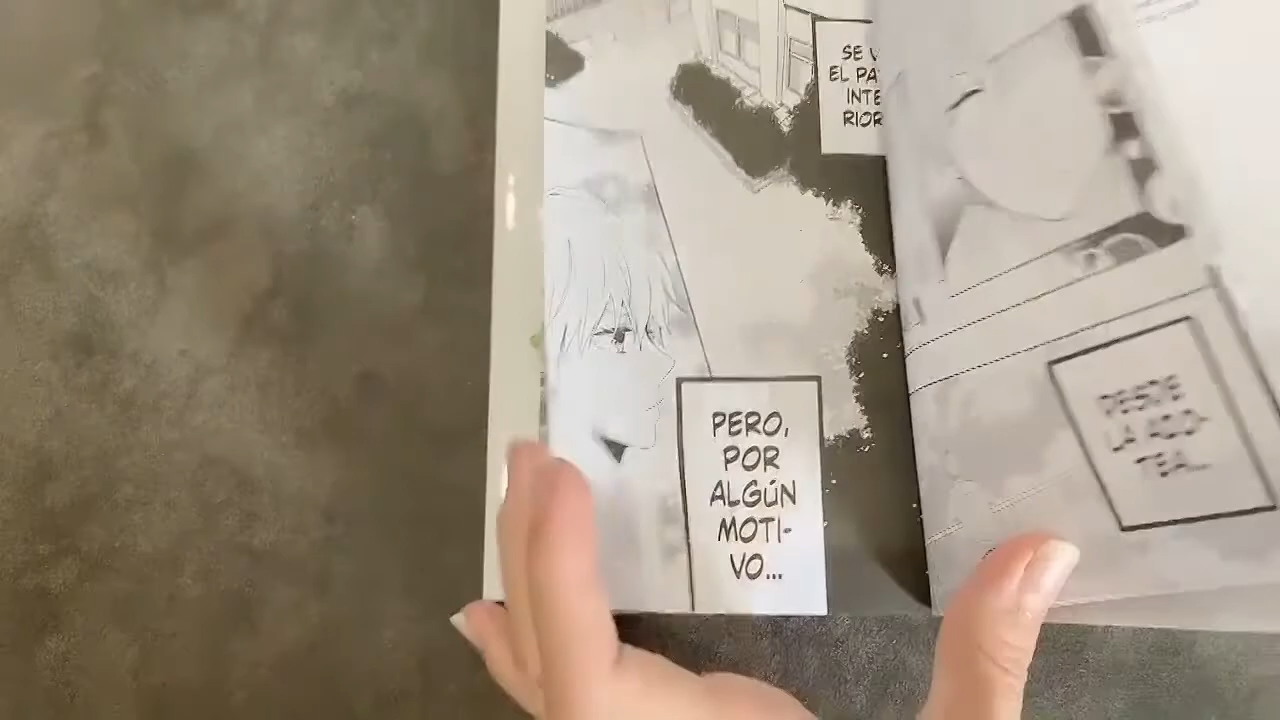 DESDE
LA AZO-
TEA...
SE V
EL PA
INTE
RIOR
PERO,
POR
ALGÚN
MOTI-
VO...